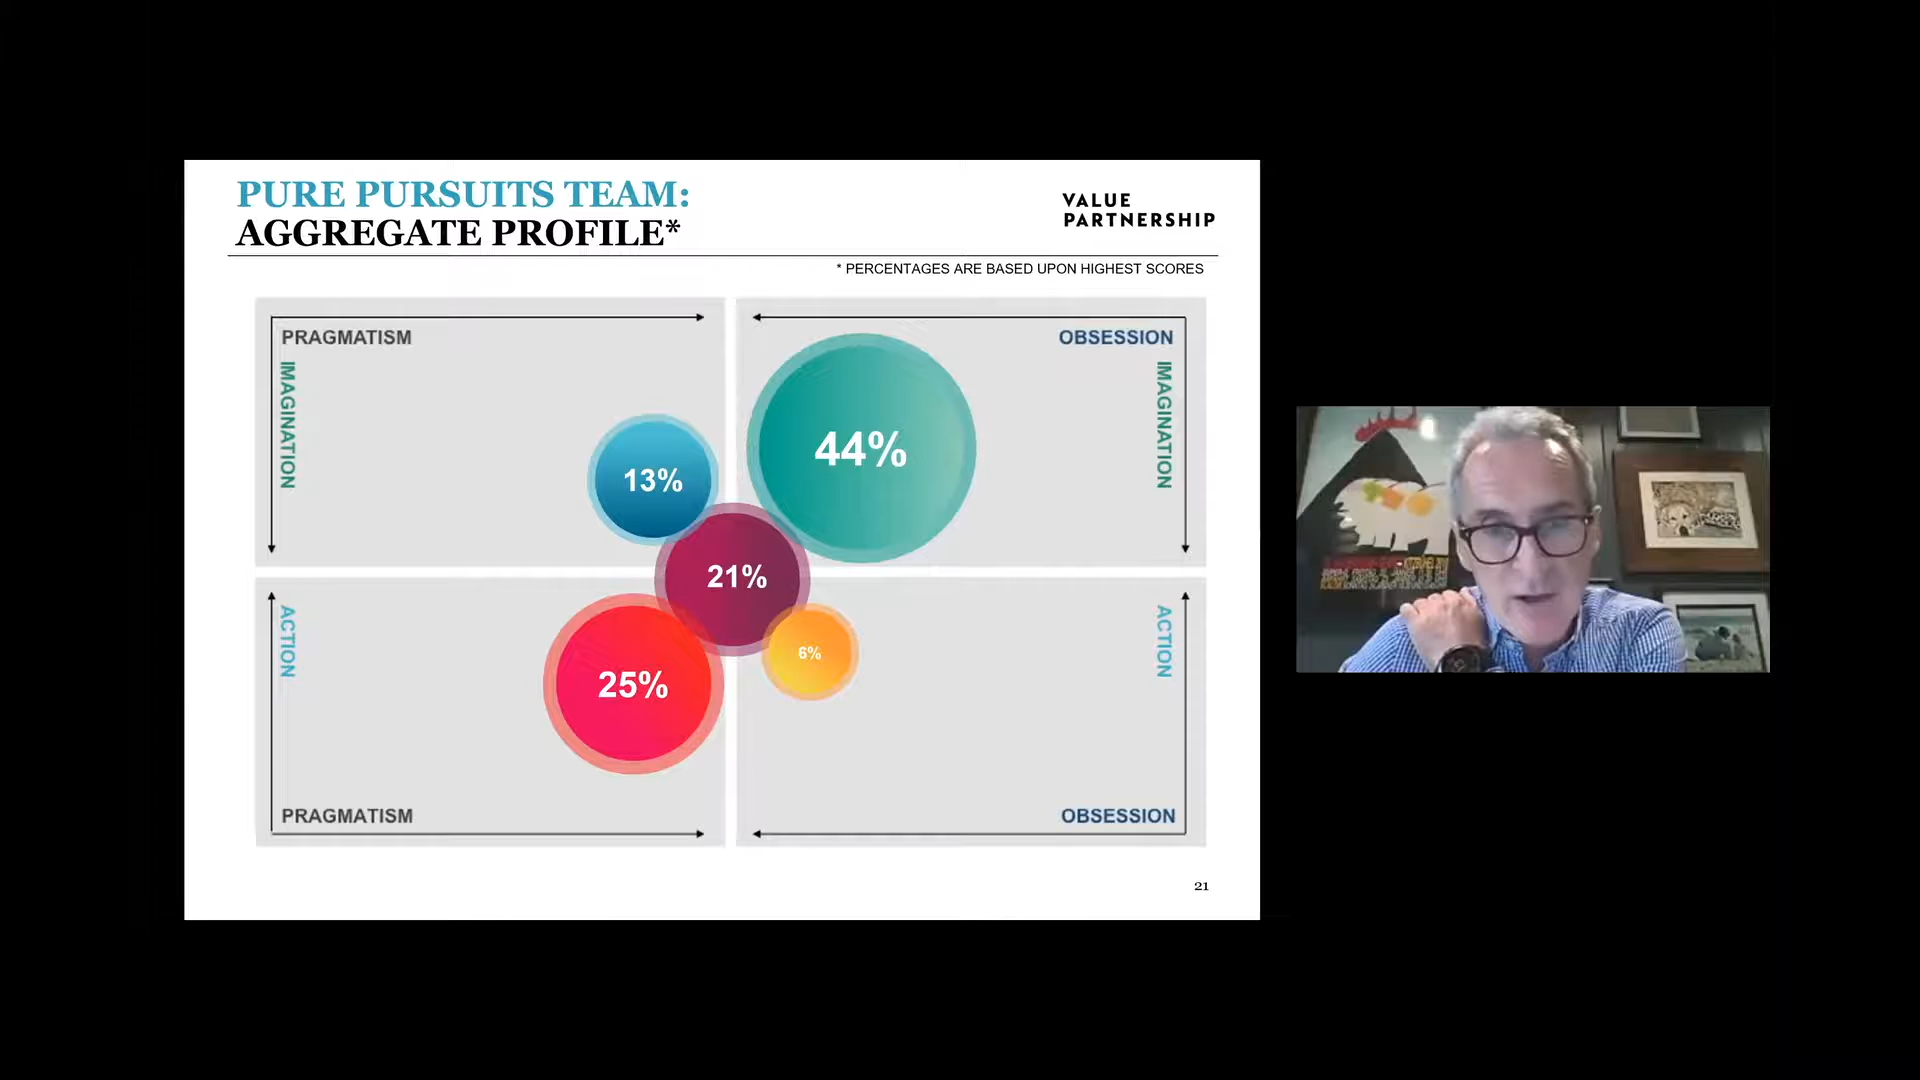 PURE PURSUITS TEAM:
AGGREGATE PROFILE*
VALUE
PARTNERSHIP
* PERCENTAGES ARE BASED UPON HIGHEST SCORES
PRAGMATISM
OBSESSION
IMAGINATION
IMAGINATION
44%
13%
21%
ACTION
ACTION
6%
25%
PRAGMATISM
OBSESSION
21